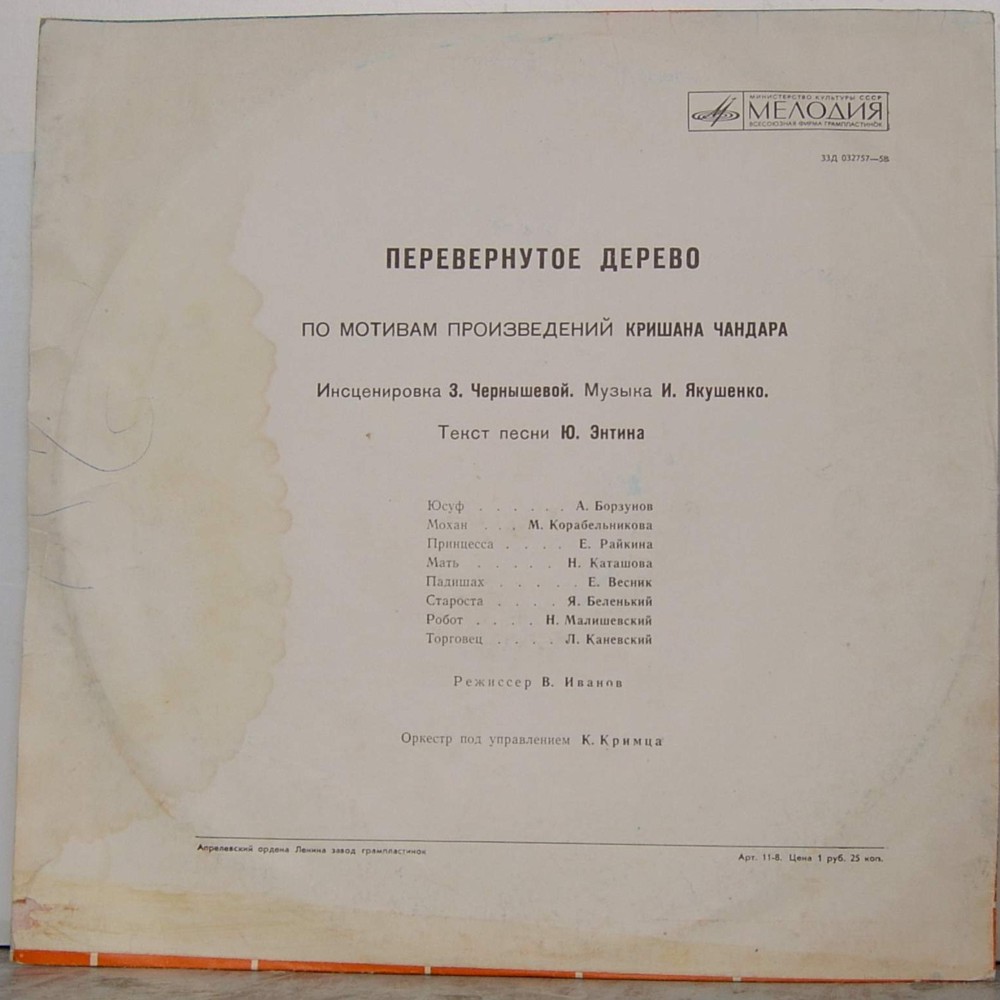 МИНИСТЕРСТВО КУЛЬТУРЫ СССР
МЕЛОДИЯ
ВСЕСОЮЗНАЯ ФИРМА ГРАМПЛАСТИНОК
33Д 032757—58
ПЕРЕВЕРНУТОЕ ДЕРЕВО
ПО МОТИВАМ ПРОИЗВЕДЕНИЙ КРИШАНА ЧАНДАРА
Инсценировка З. Чернышевой. Музыка И. Якушенко.
Текст песни Ю. Энтина
Юсуф . . . . . . А. Борзунов
Мохан . . . М. Корабельникова
Принцесса . . . . Е. Райкина
Мать . . . . . Н. Каташова
Падишах . . . . . Е. Весник
Староста . . . . Я. Беленький
Робот . . . . Н. Малишевский
Торговец . . . . Л. Каневский
Режиссер В. Иванов
Оркестр под управлением К. Кримца
Апрелевский ордена Ленина завод грампластинок
Арт. 11-8. Цена 1 руб. 25 коп.